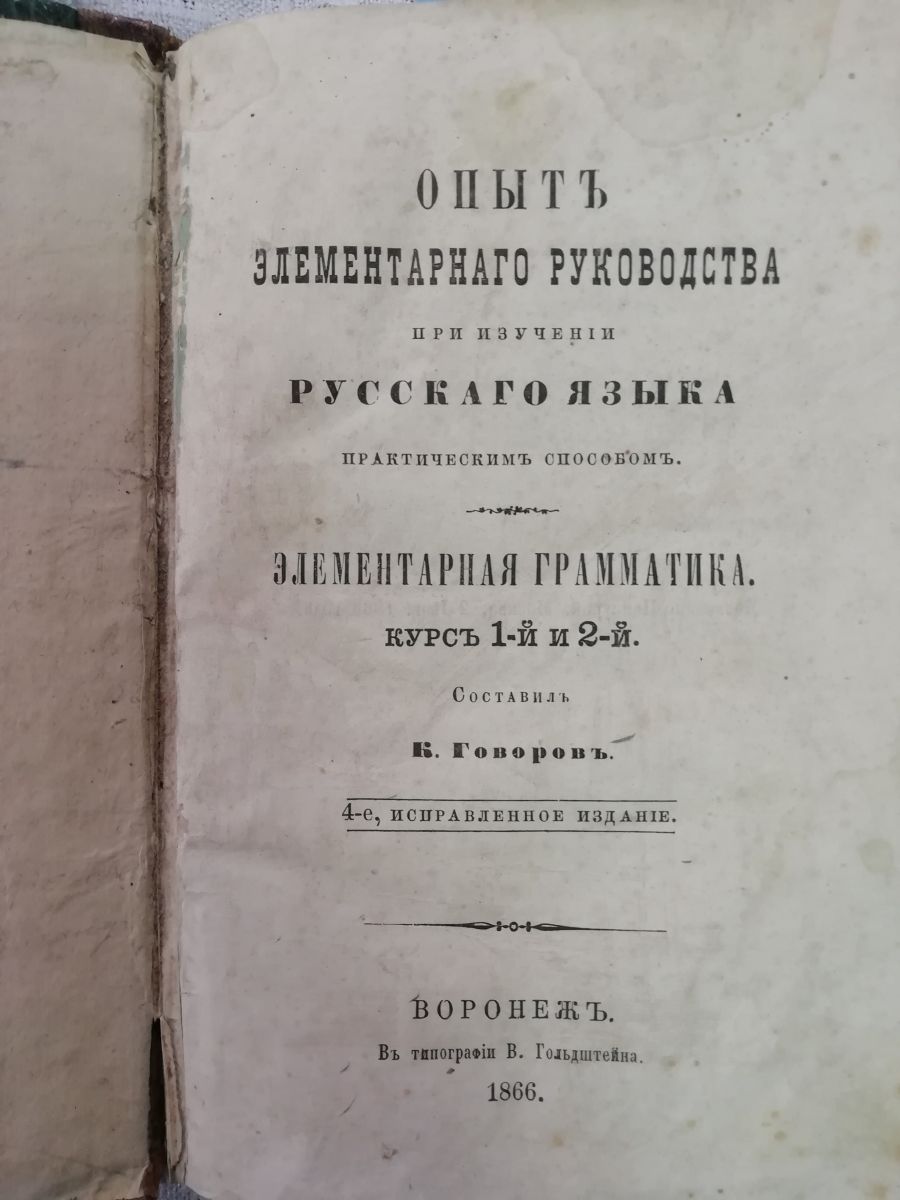 ОПЫТЪ
ЭЛЕМЕНТАРНАГО РУКОВОДСТВА
ПРИ ИЗУЧЕНІИ
РУССКАГО ЯЗЫКА
ПРАКТИЧЕСКИМЪ СПОСОБОМЪ.
ЭЛЕМЕНТАРНАЯ ГРАММАТИКА.
КУРСЪ 1-Й И 2-Й.
СОСТАВИЛЪ
К. Говоровъ.
4-е, ИСПРАВЛЕННОЕ ИЗДАНІЕ.
ВОРОНЕЖЪ.
Въ типографіи В. Гольдштейна.
1866.